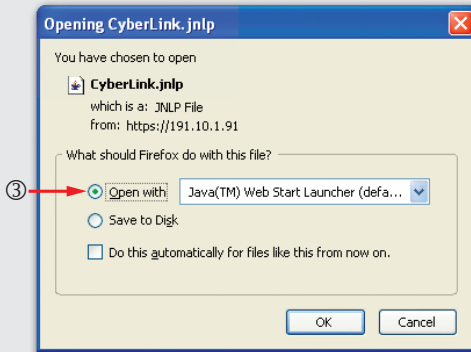 Opening CyberLink.jnlp
You have chosen to open
CyberLink.jnlp
which is a: JNLP File
from: https://191.10.1.91
What should Firefox do with this file?
③ Open with Java(TM) Web Start Launcher (defa...
Save to Disk
Do this automatically for files like this from now on.
OK Cancel